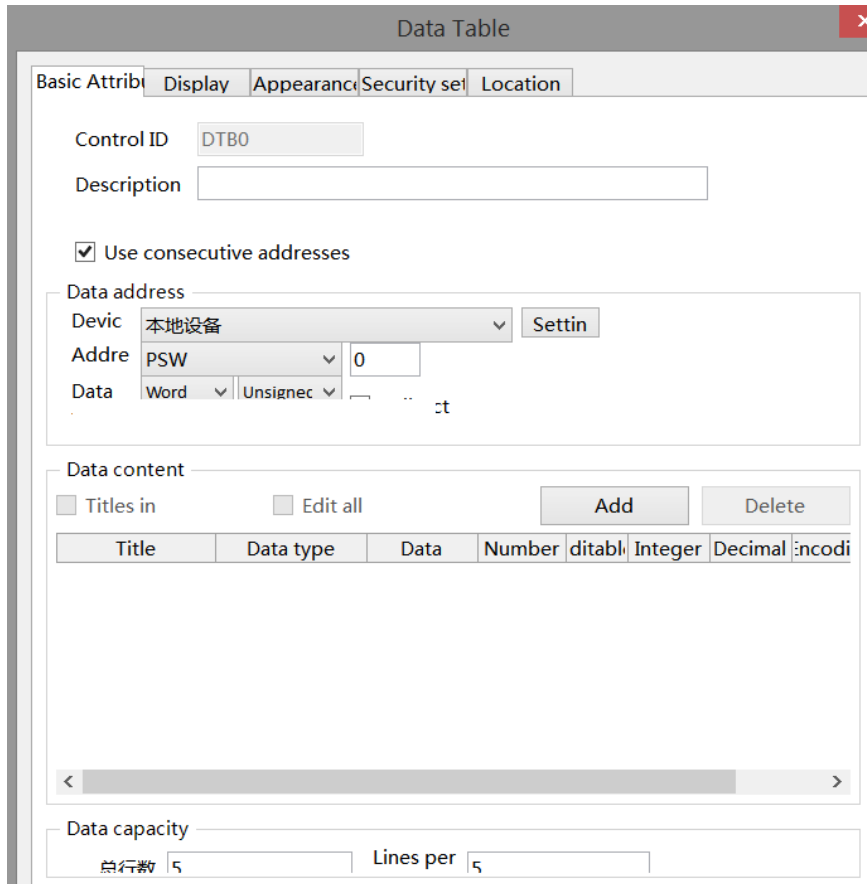 Data Table
Basic Attribu Display Appearance Security set Location
Control ID DTB0
Description
Use consecutive addresses
Data address
Devic 本地设备 Settin
Addre PSW 0
Data Word Unsigned
Data content
Titles in Edit all Add Delete
Title Data type Data Number ditabl Integer Decimal Encodi
Data capacity
总行数 5 Lines per 5